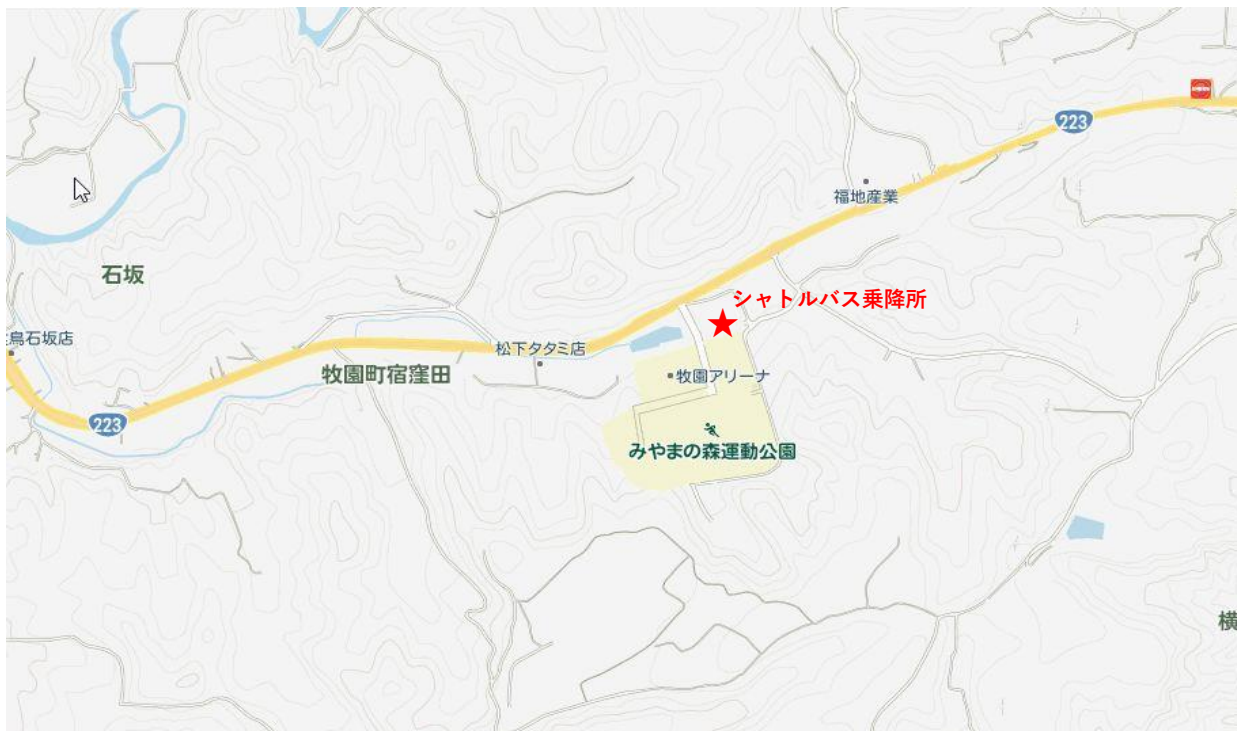 223
福地産業
石坂
シャトルバス乗降所
鳥石坂店
松下タタミ店
牧園町宿窪田
牧園アリーナ
223
みやまの森運動公園
横